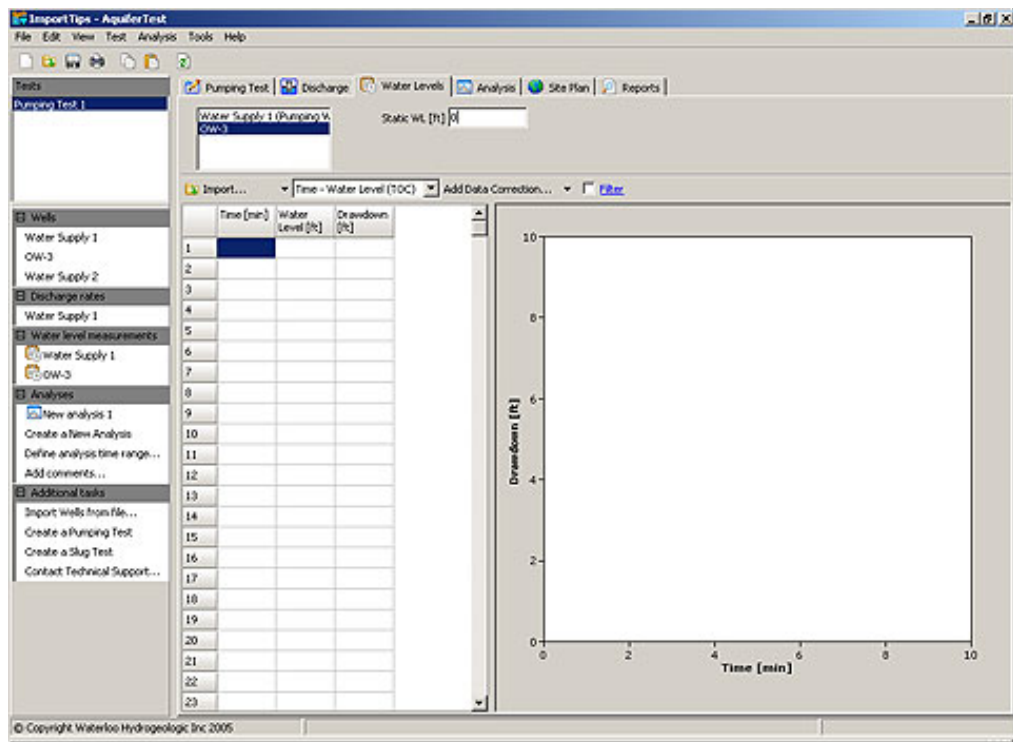 ImportTips - AquiferTest
File Edit View Test Analysis Tools Help
Tests
Pumping Test 1
Pumping Test
Discharge
Water Levels
Analysis
Site Plan
Reports
Water Supply 1 (Pumping W
OW-3
Static WL [ft] 0
Import...
Time - Water Level (TOC)
Add Data Correction...
Filter
Wells
Water Supply 1
OW-3
Water Supply 2
Discharge rates
Water Supply 1
Water level measurements
Water Supply 1
OW-3
Analyses
New analysis 1
Create a New Analysis
Define analysis time range...
Add comments...
Additional tasks
Import Wells from file...
Create a Pumping Test
Create a Slug Test
Contact Technical Support...
Time [min]
Water Level [ft]
Drawdown [ft]
1
2
3
4
5
6
7
8
9
10
11
12
13
14
15
16
17
18
19
20
21
22
23
10
8
6
4
2
0
Drawdown [ft]
0 2 4 6 8 10
Time [min]
© Copyright Waterloo Hydrogeologic Inc 2005